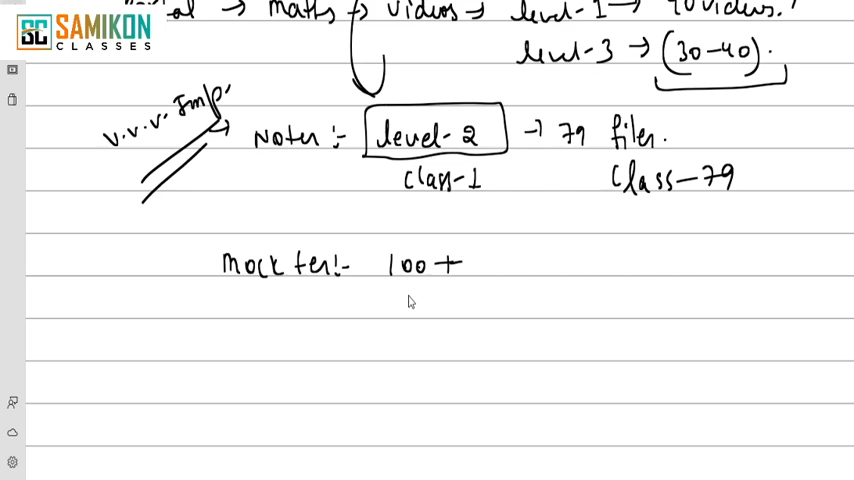 SC SAMIKON
CLASSES
al → maths → videos → level-1 → 40 videos.
level-3 → (30-40).
v.v.v. Imp.
→ Notes :- level-2 → 79 files.
class-1 Class-79
Mock test:- 100+